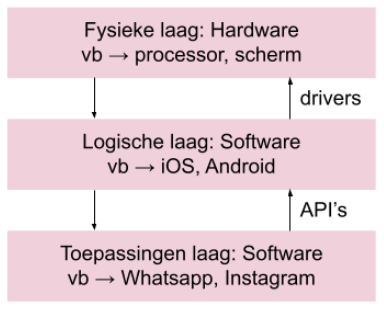 Fysieke laag: Hardware
vb → processor, scherm
drivers
Logische laag: Software
vb → iOS, Android
API's
Toepassingen laag: Software
vb → Whatsapp, Instagram